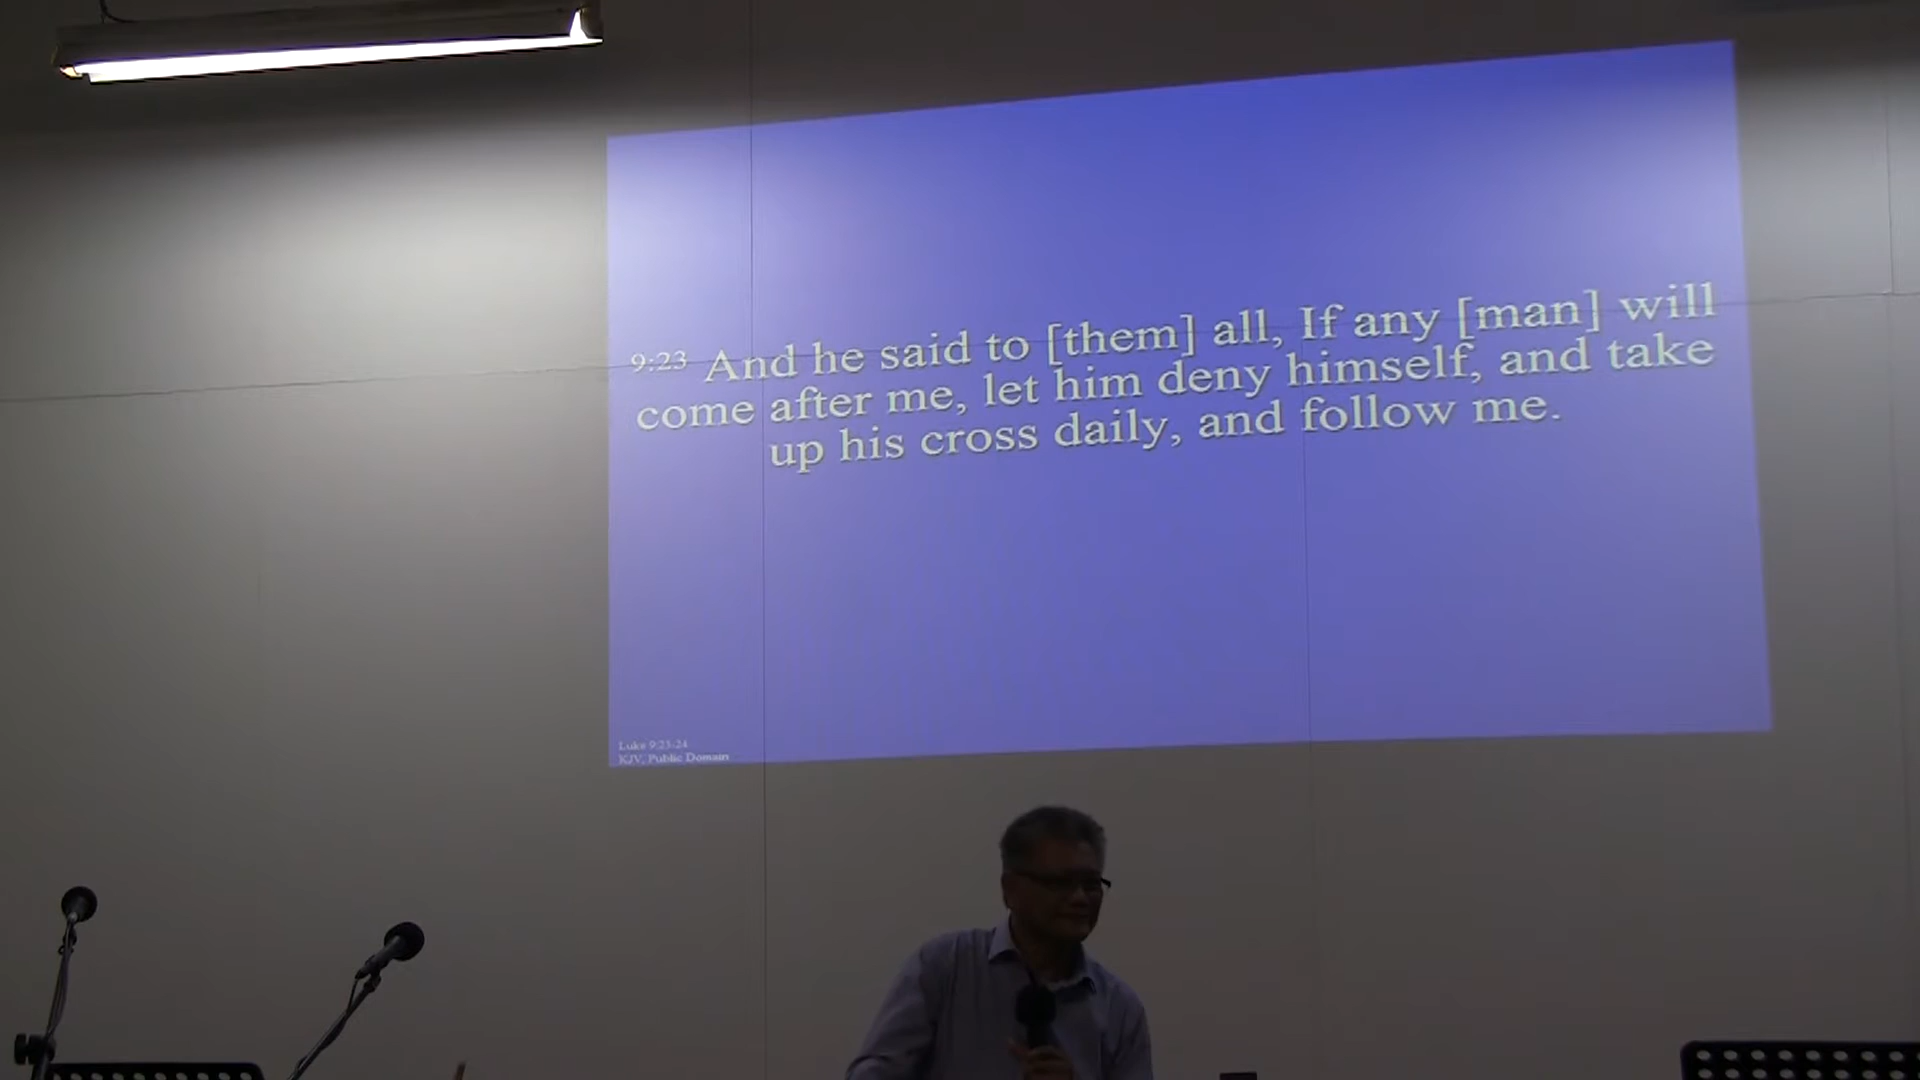 9:23 And he said to [them] all, If any [man] will
come after me, let him deny himself, and take
up his cross daily, and follow me.
Luke 9:23-24
KJV, Public Domain